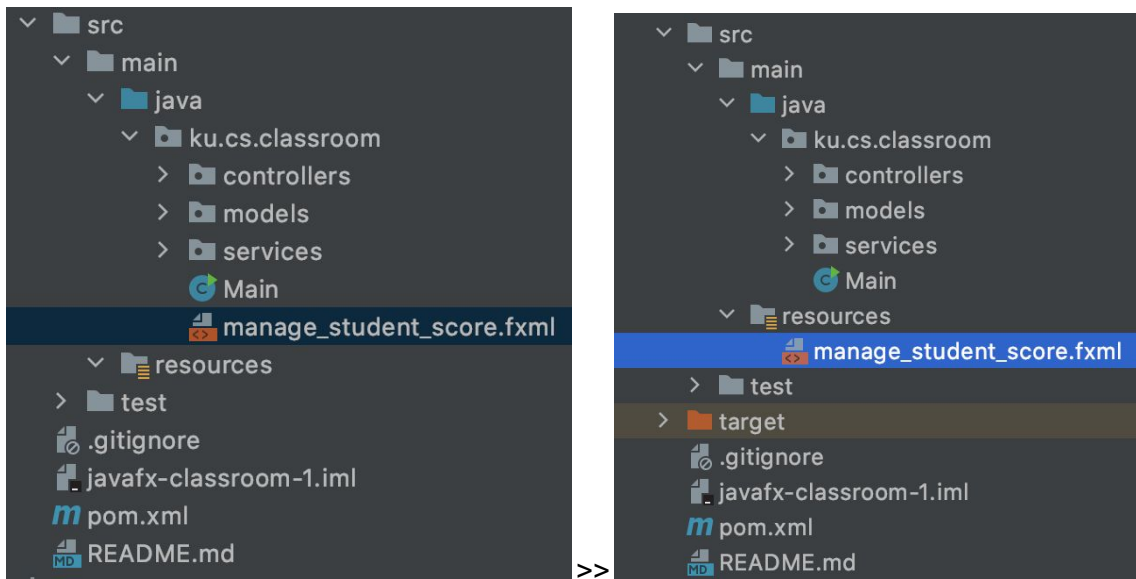 src
main
java
ku.cs.classroom
controllers
models
services
Main
manage_student_score.fxml
resources
test
.gitignore
javafx-classroom-1.iml
pom.xml
README.md
>>
src
main
java
ku.cs.classroom
controllers
models
services
Main
resources
manage_student_score.fxml
test
target
.gitignore
javafx-classroom-1.iml
pom.xml
README.md